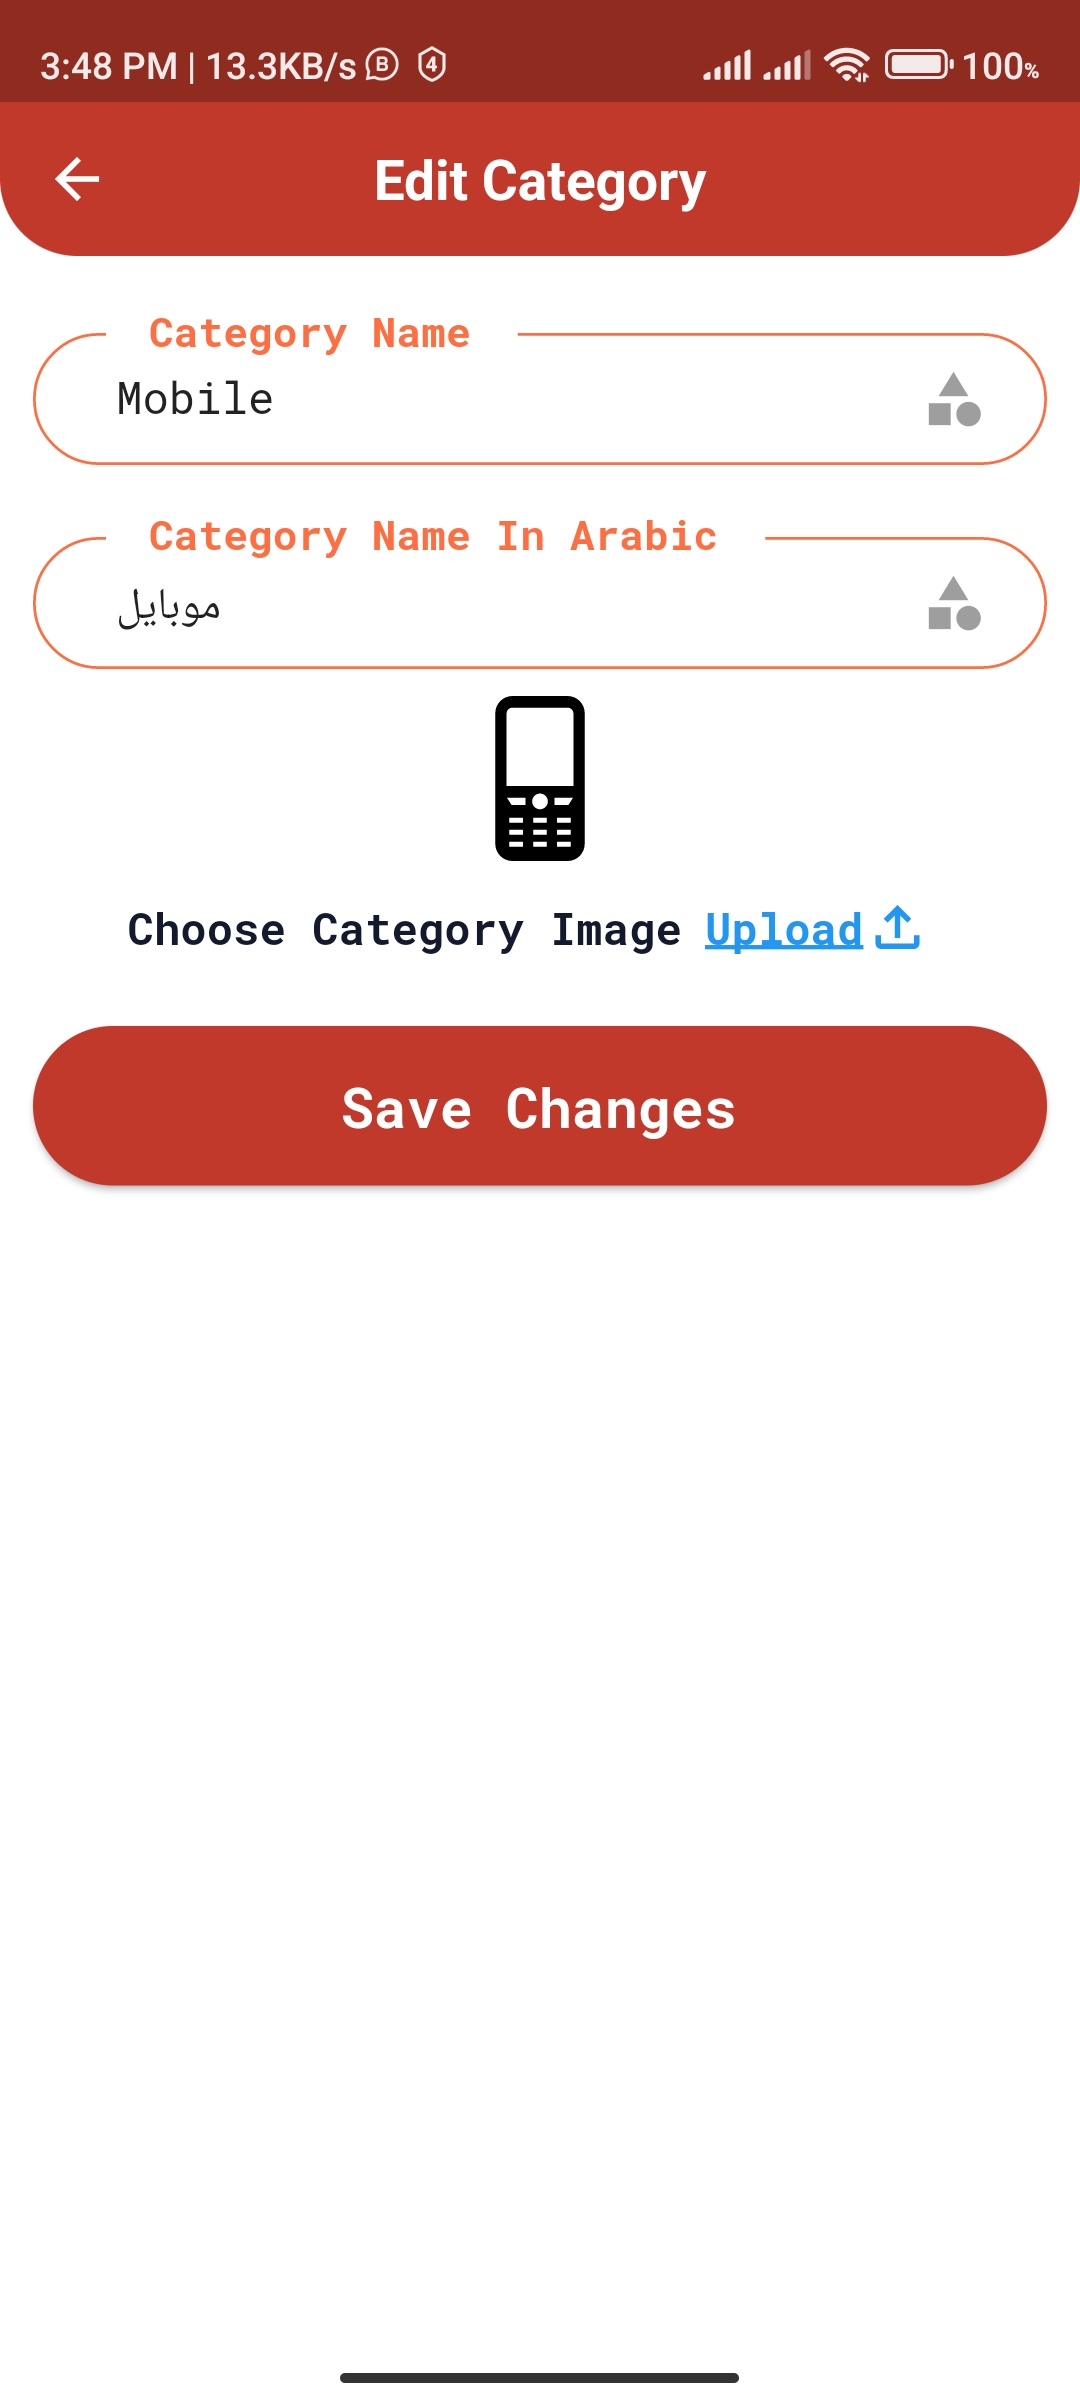 3:48 PM | 13.3KB/s B 4 100%
Edit Category
Category Name
Mobile
Category Name In Arabic
موبايل
Choose Category Image Upload
Save Changes